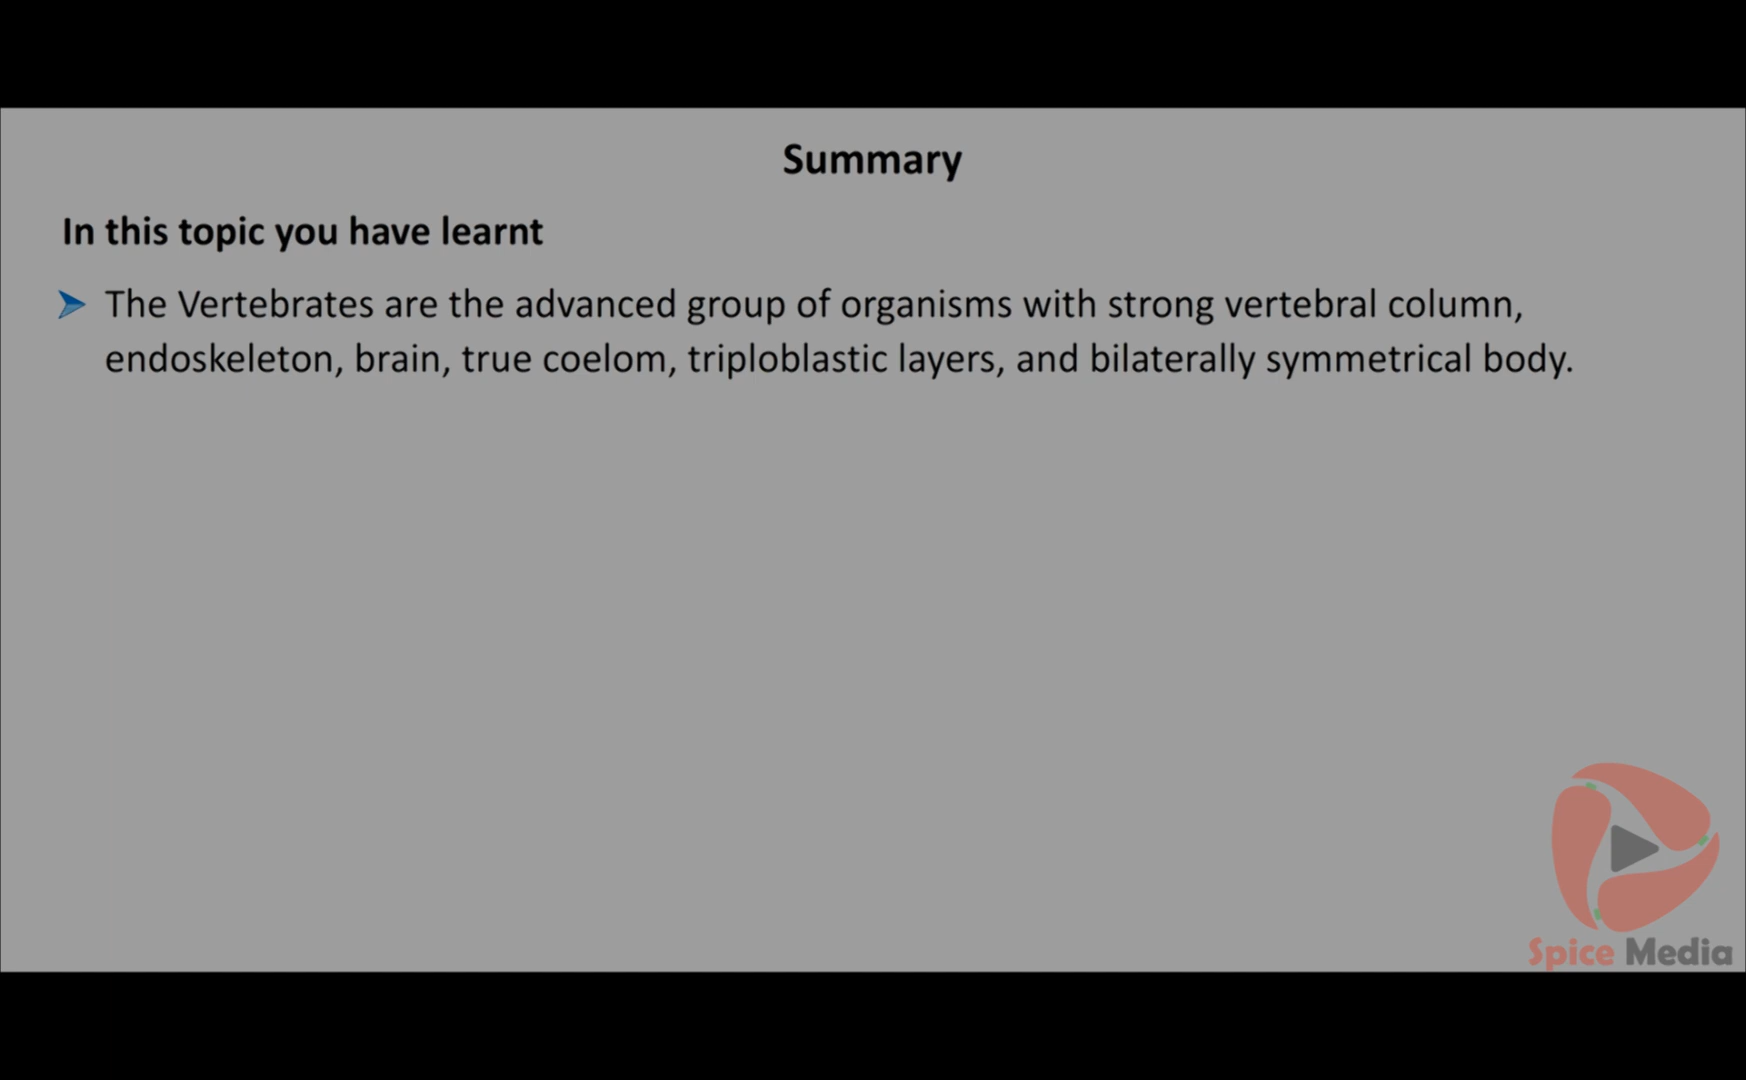 Summary
In this topic you have learnt
The Vertebrates are the advanced group of organisms with strong vertebral column,
endoskeleton, brain, true coelom, triploblastic layers, and bilaterally symmetrical body.
Spice Media